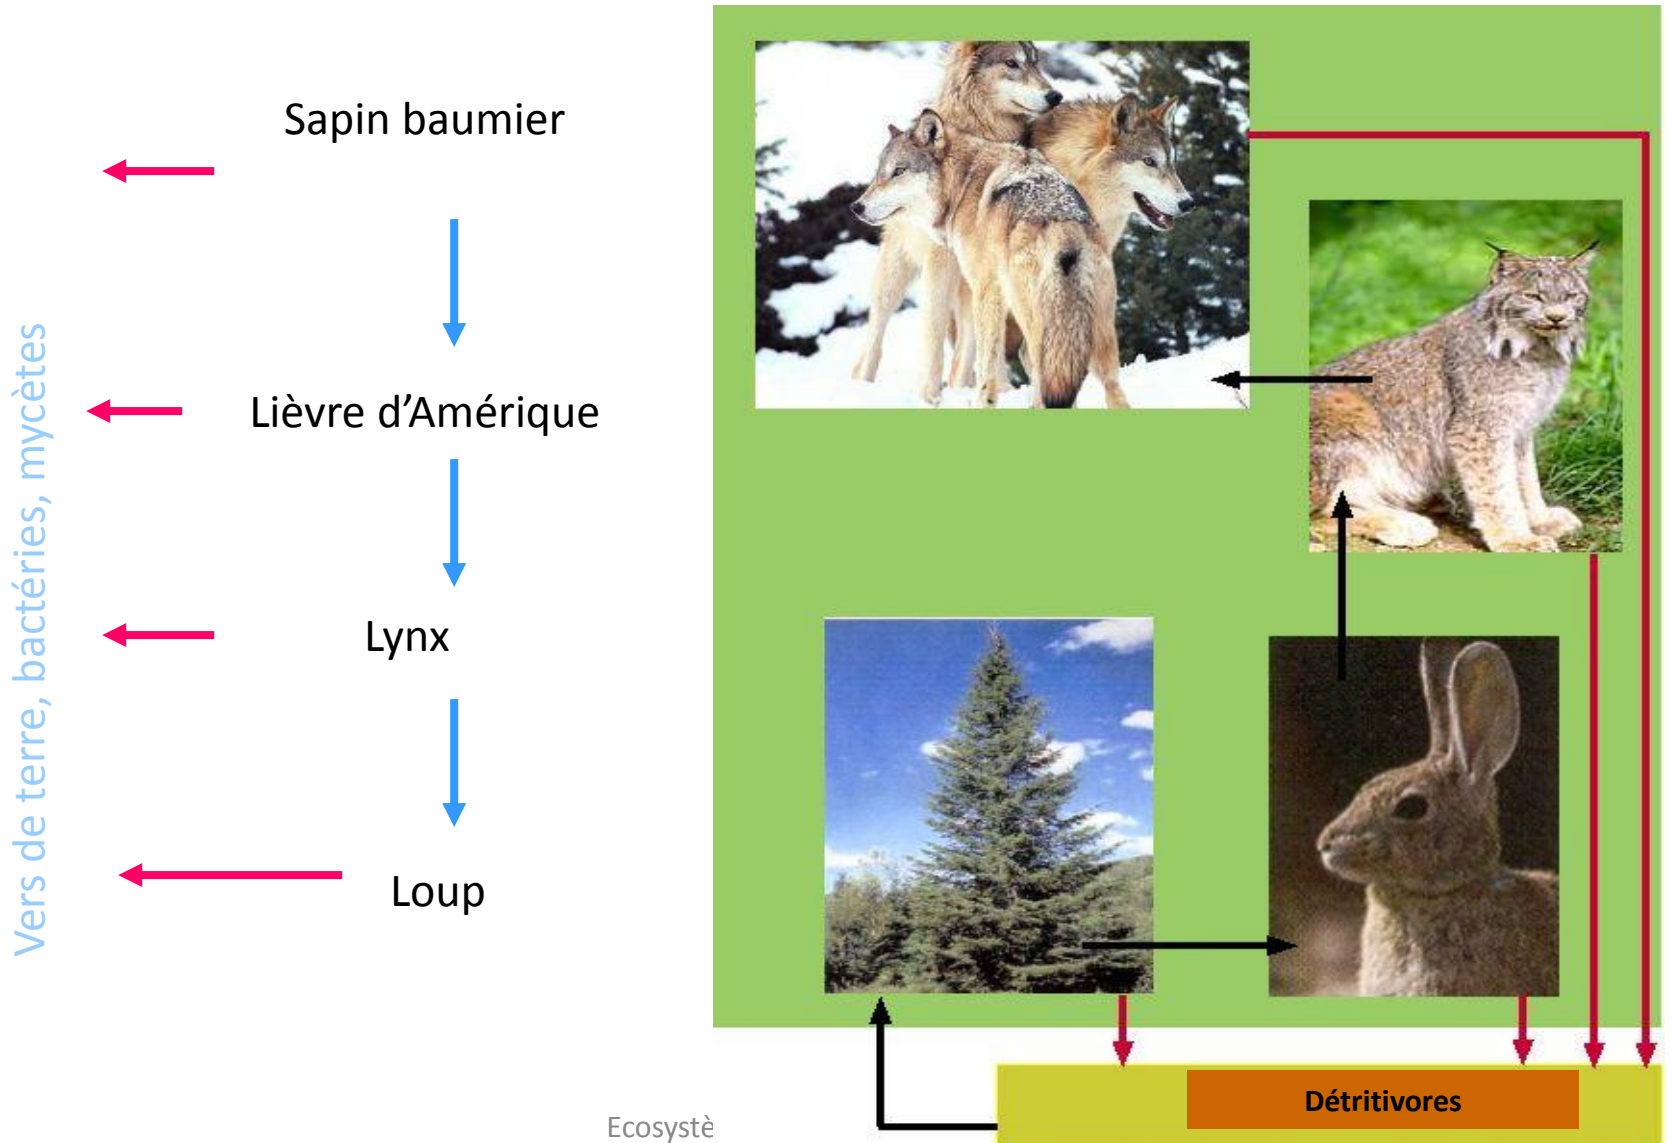 Sapin baumier
Lièvre d’Amérique
Lynx
Loup
Vers de terre, bactéries, mycètes
Détritivores
Ecosystè